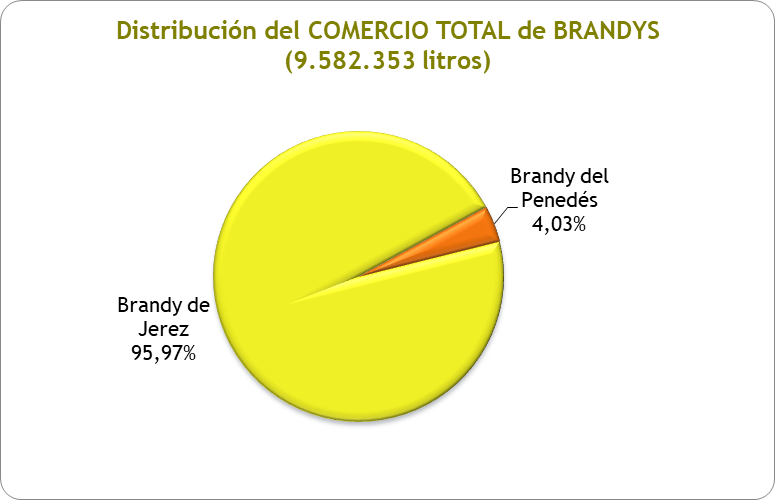 Distribución del COMERCIO TOTAL de BRANDYS
(9.582.353 litros)
Brandy del
Penedés
4,03%
Brandy de
Jerez
95,97%